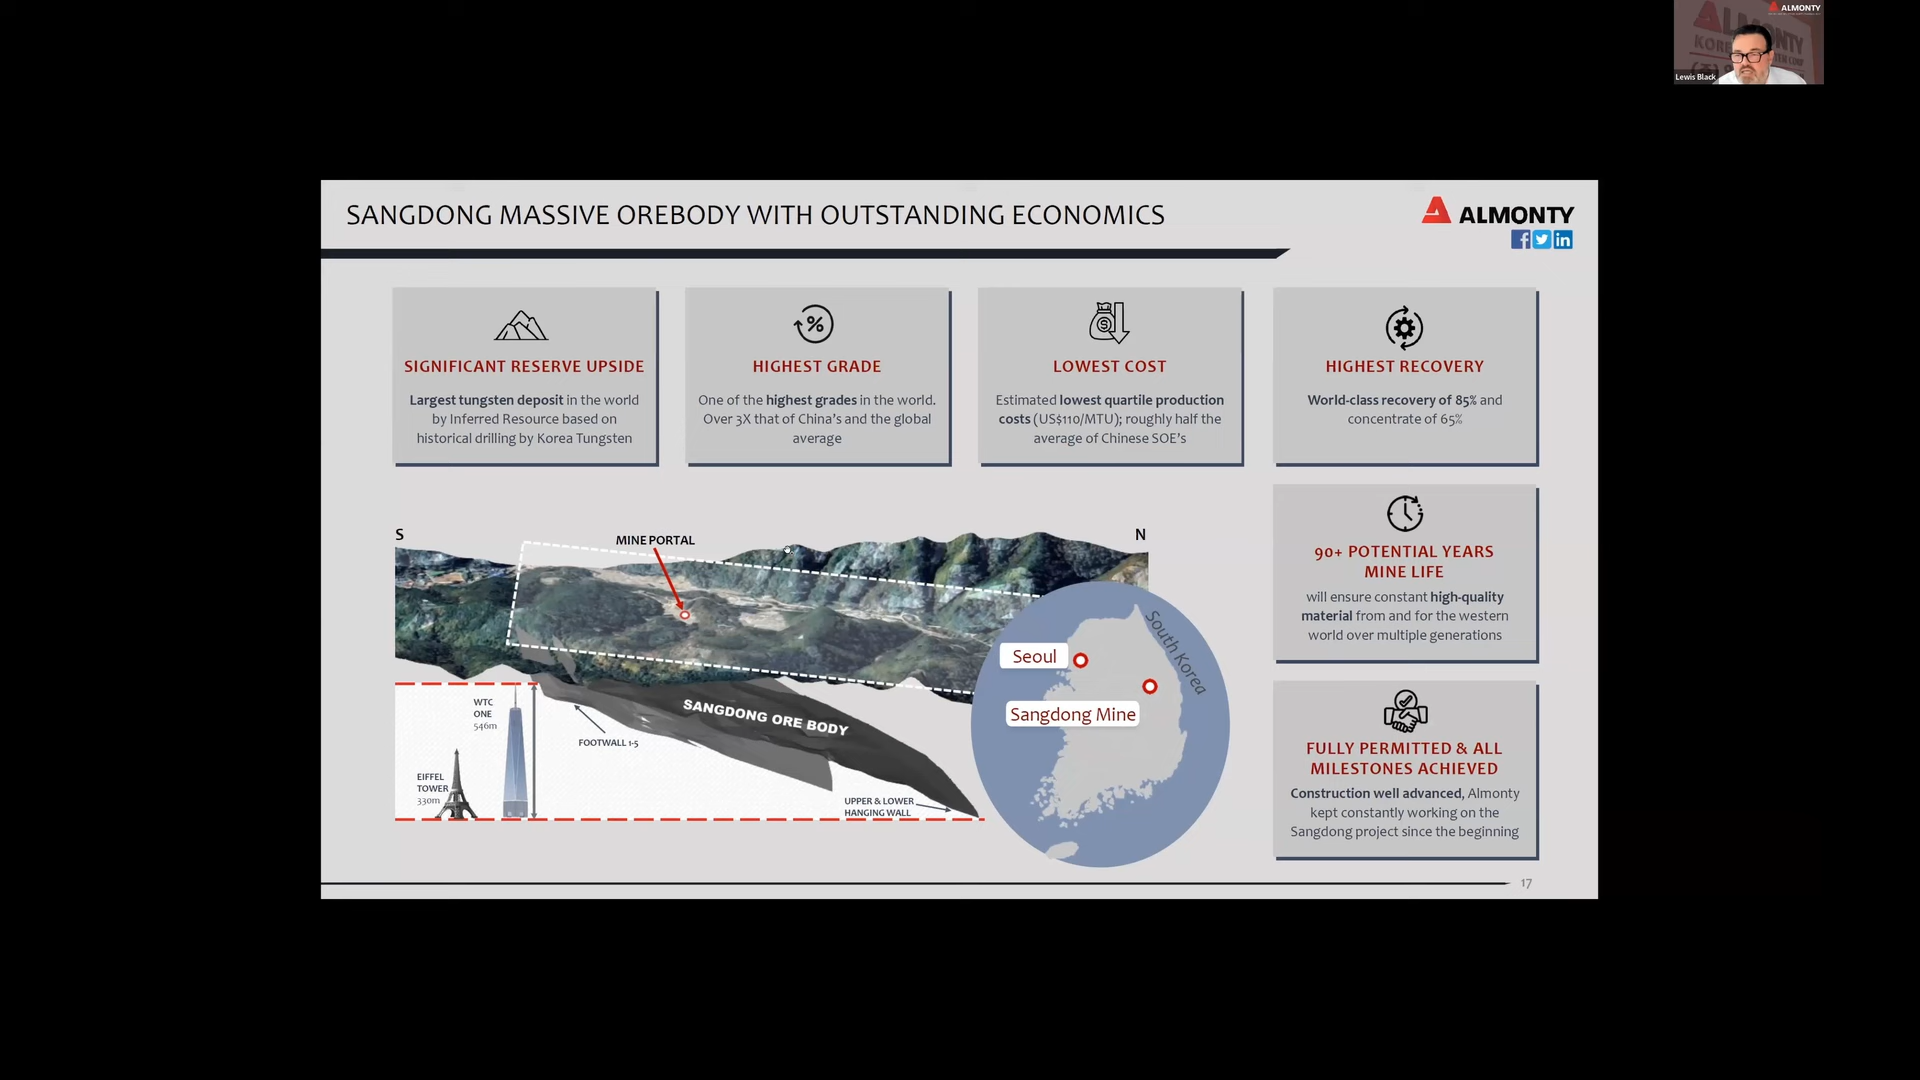 ALMONTY
Lewis Black
SANGDONG MASSIVE OREBODY WITH OUTSTANDING ECONOMICS
ALMONTY
SIGNIFICANT RESERVE UPSIDE
Largest tungsten deposit in the world
by Inferred Resource based on
historical drilling by Korea Tungsten
HIGHEST GRADE
One of the highest grades in the world.
Over 3X that of China's and the global
average
LOWEST COST
Estimated lowest quartile production
costs (US$110/MTU); roughly half the
average of Chinese SOE's
HIGHEST RECOVERY
World-class recovery of 85% and
concentrate of 65%
90+ POTENTIAL YEARS
MINE LIFE
will ensure constant high-quality
material from and for the western
world over multiple generations
FULLY PERMITTED & ALL
MILESTONES ACHIEVED
Construction well advanced, Almonty
kept constantly working on the
Sangdong project since the beginning
S
MINE PORTAL
N
SANGDONG ORE BODY
WTC
ONE
546m
FOOTWALL 1-5
EIFFEL
TOWER
330m
UPPER & LOWER
HANGING WALL
South Korea
Seoul
Sangdong Mine
17